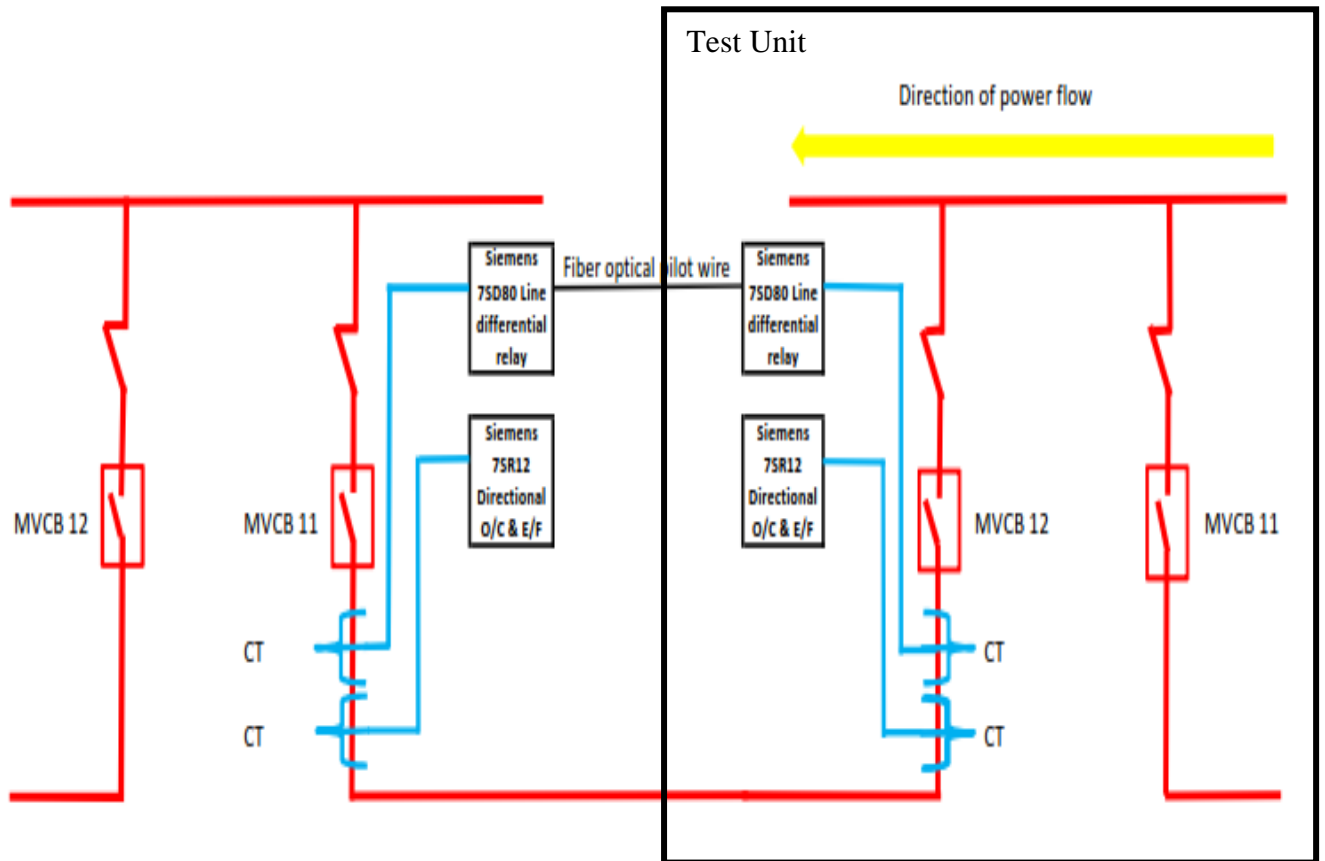 Test Unit
Direction of power flow
Siemens
7SD80 Line
differential
relay
Fiber optical pilot wire
Siemens
7SD80 Line
differential
relay
Siemens
7SR12
Directional
O/C & E/F
Siemens
7SR12
Directional
O/C & E/F
MVCB 12
MVCB 11
MVCB 12
MVCB 11
CT
CT
CT
CT